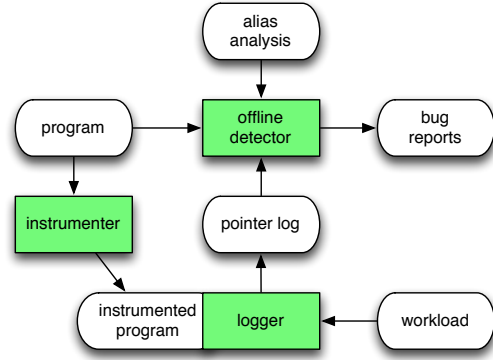 alias
analysis
program
offline
detector
bug
reports
instrumenter
pointer log
instrumented
program
logger
workload